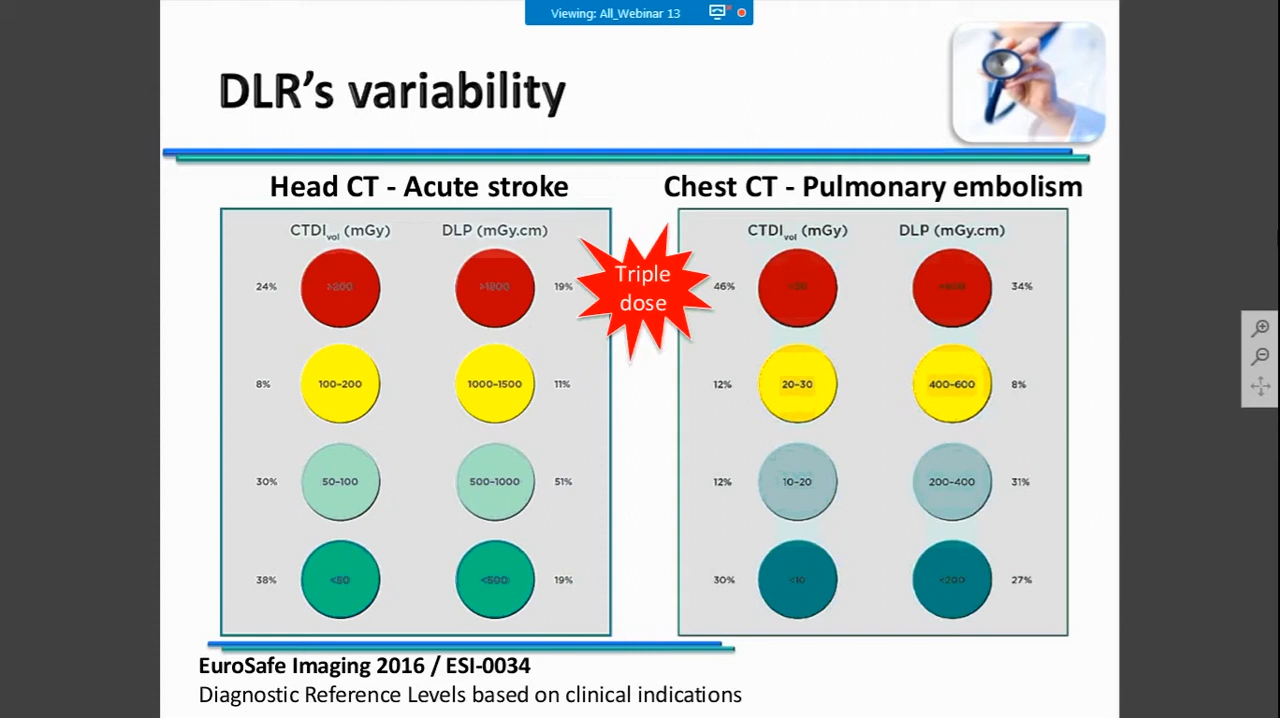 Viewing: All_Webinar 13
DLR’s variability
Head CT - Acute stroke
Chest CT - Pulmonary embolism
CTDIvol (mGy) DLP (mGy.cm)
24% >200 19%
8% 100-200 1000-1500 11%
30% 50-100 500-1000 51%
38% <50 <500 19%
Triple
dose
CTDIvol (mGy) DLP (mGy.cm)
46% 34%
12% 20-30 400-600 8%
12% 10-20 200-400 31%
30% <10 <200 27%
EuroSafe Imaging 2016 / ESI-0034
Diagnostic Reference Levels based on clinical indications